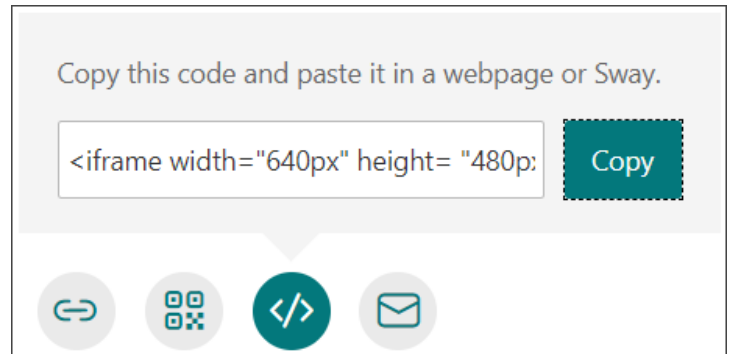 Copy this code and paste it in a webpage or Sway.
<iframe width="640px" height= "480p
Copy